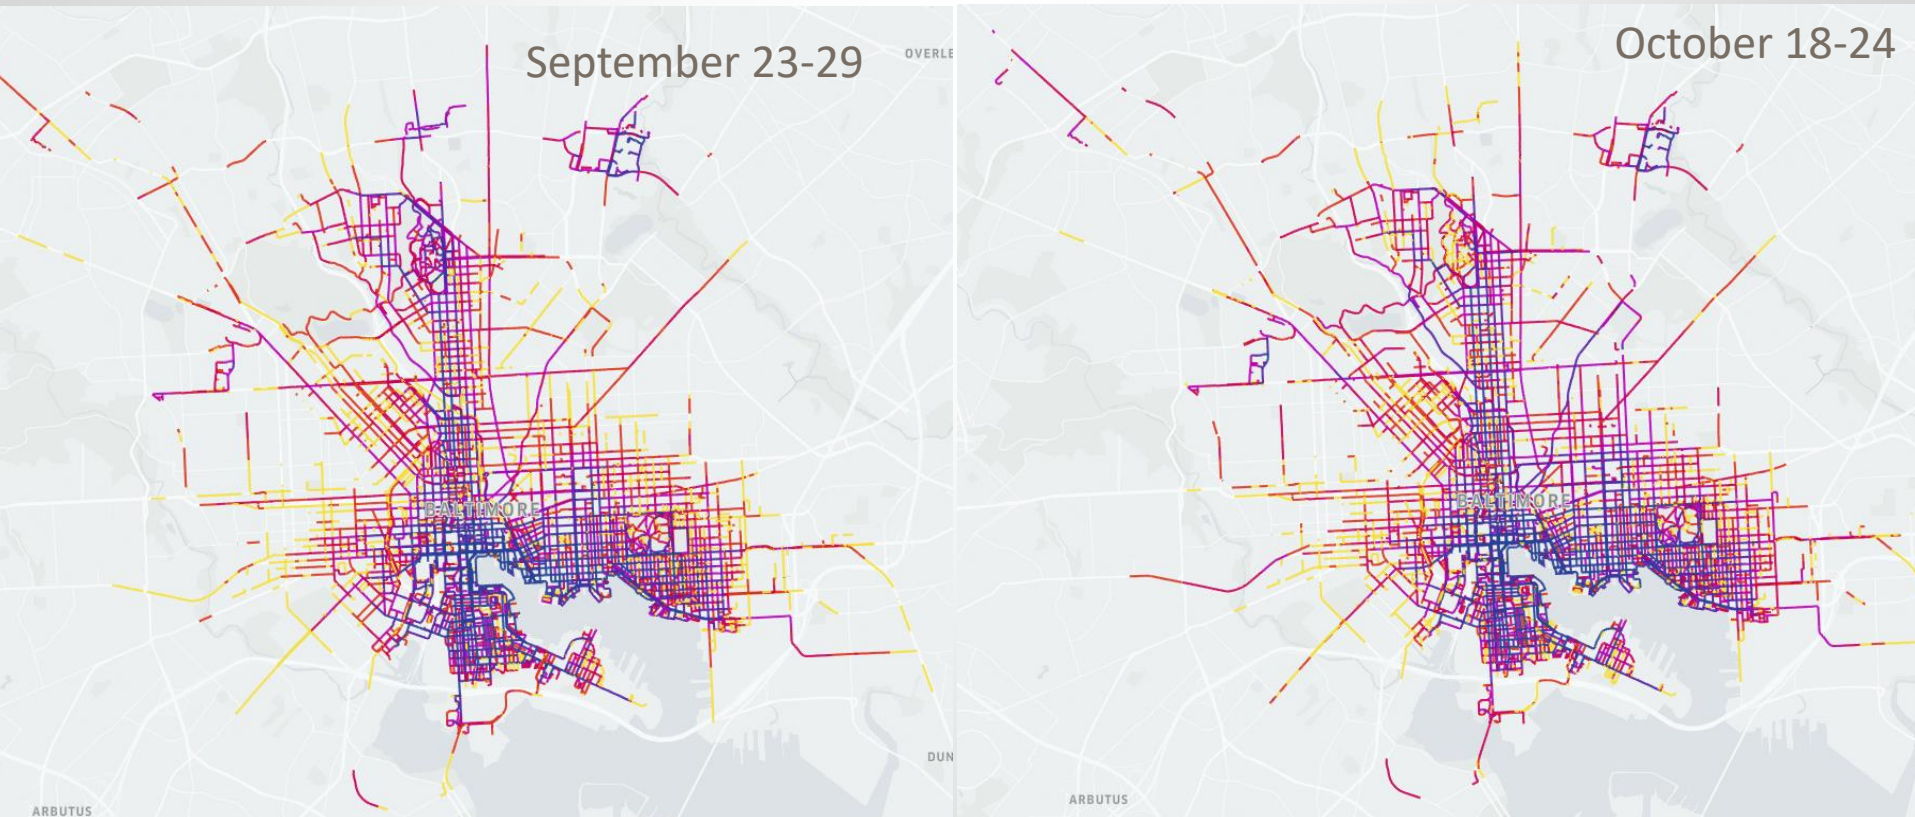 September 23-29
OVERLE
BALTIMORE
DUN
ARBUTUS
October 18-24
BALTIMORE
ARBUTUS